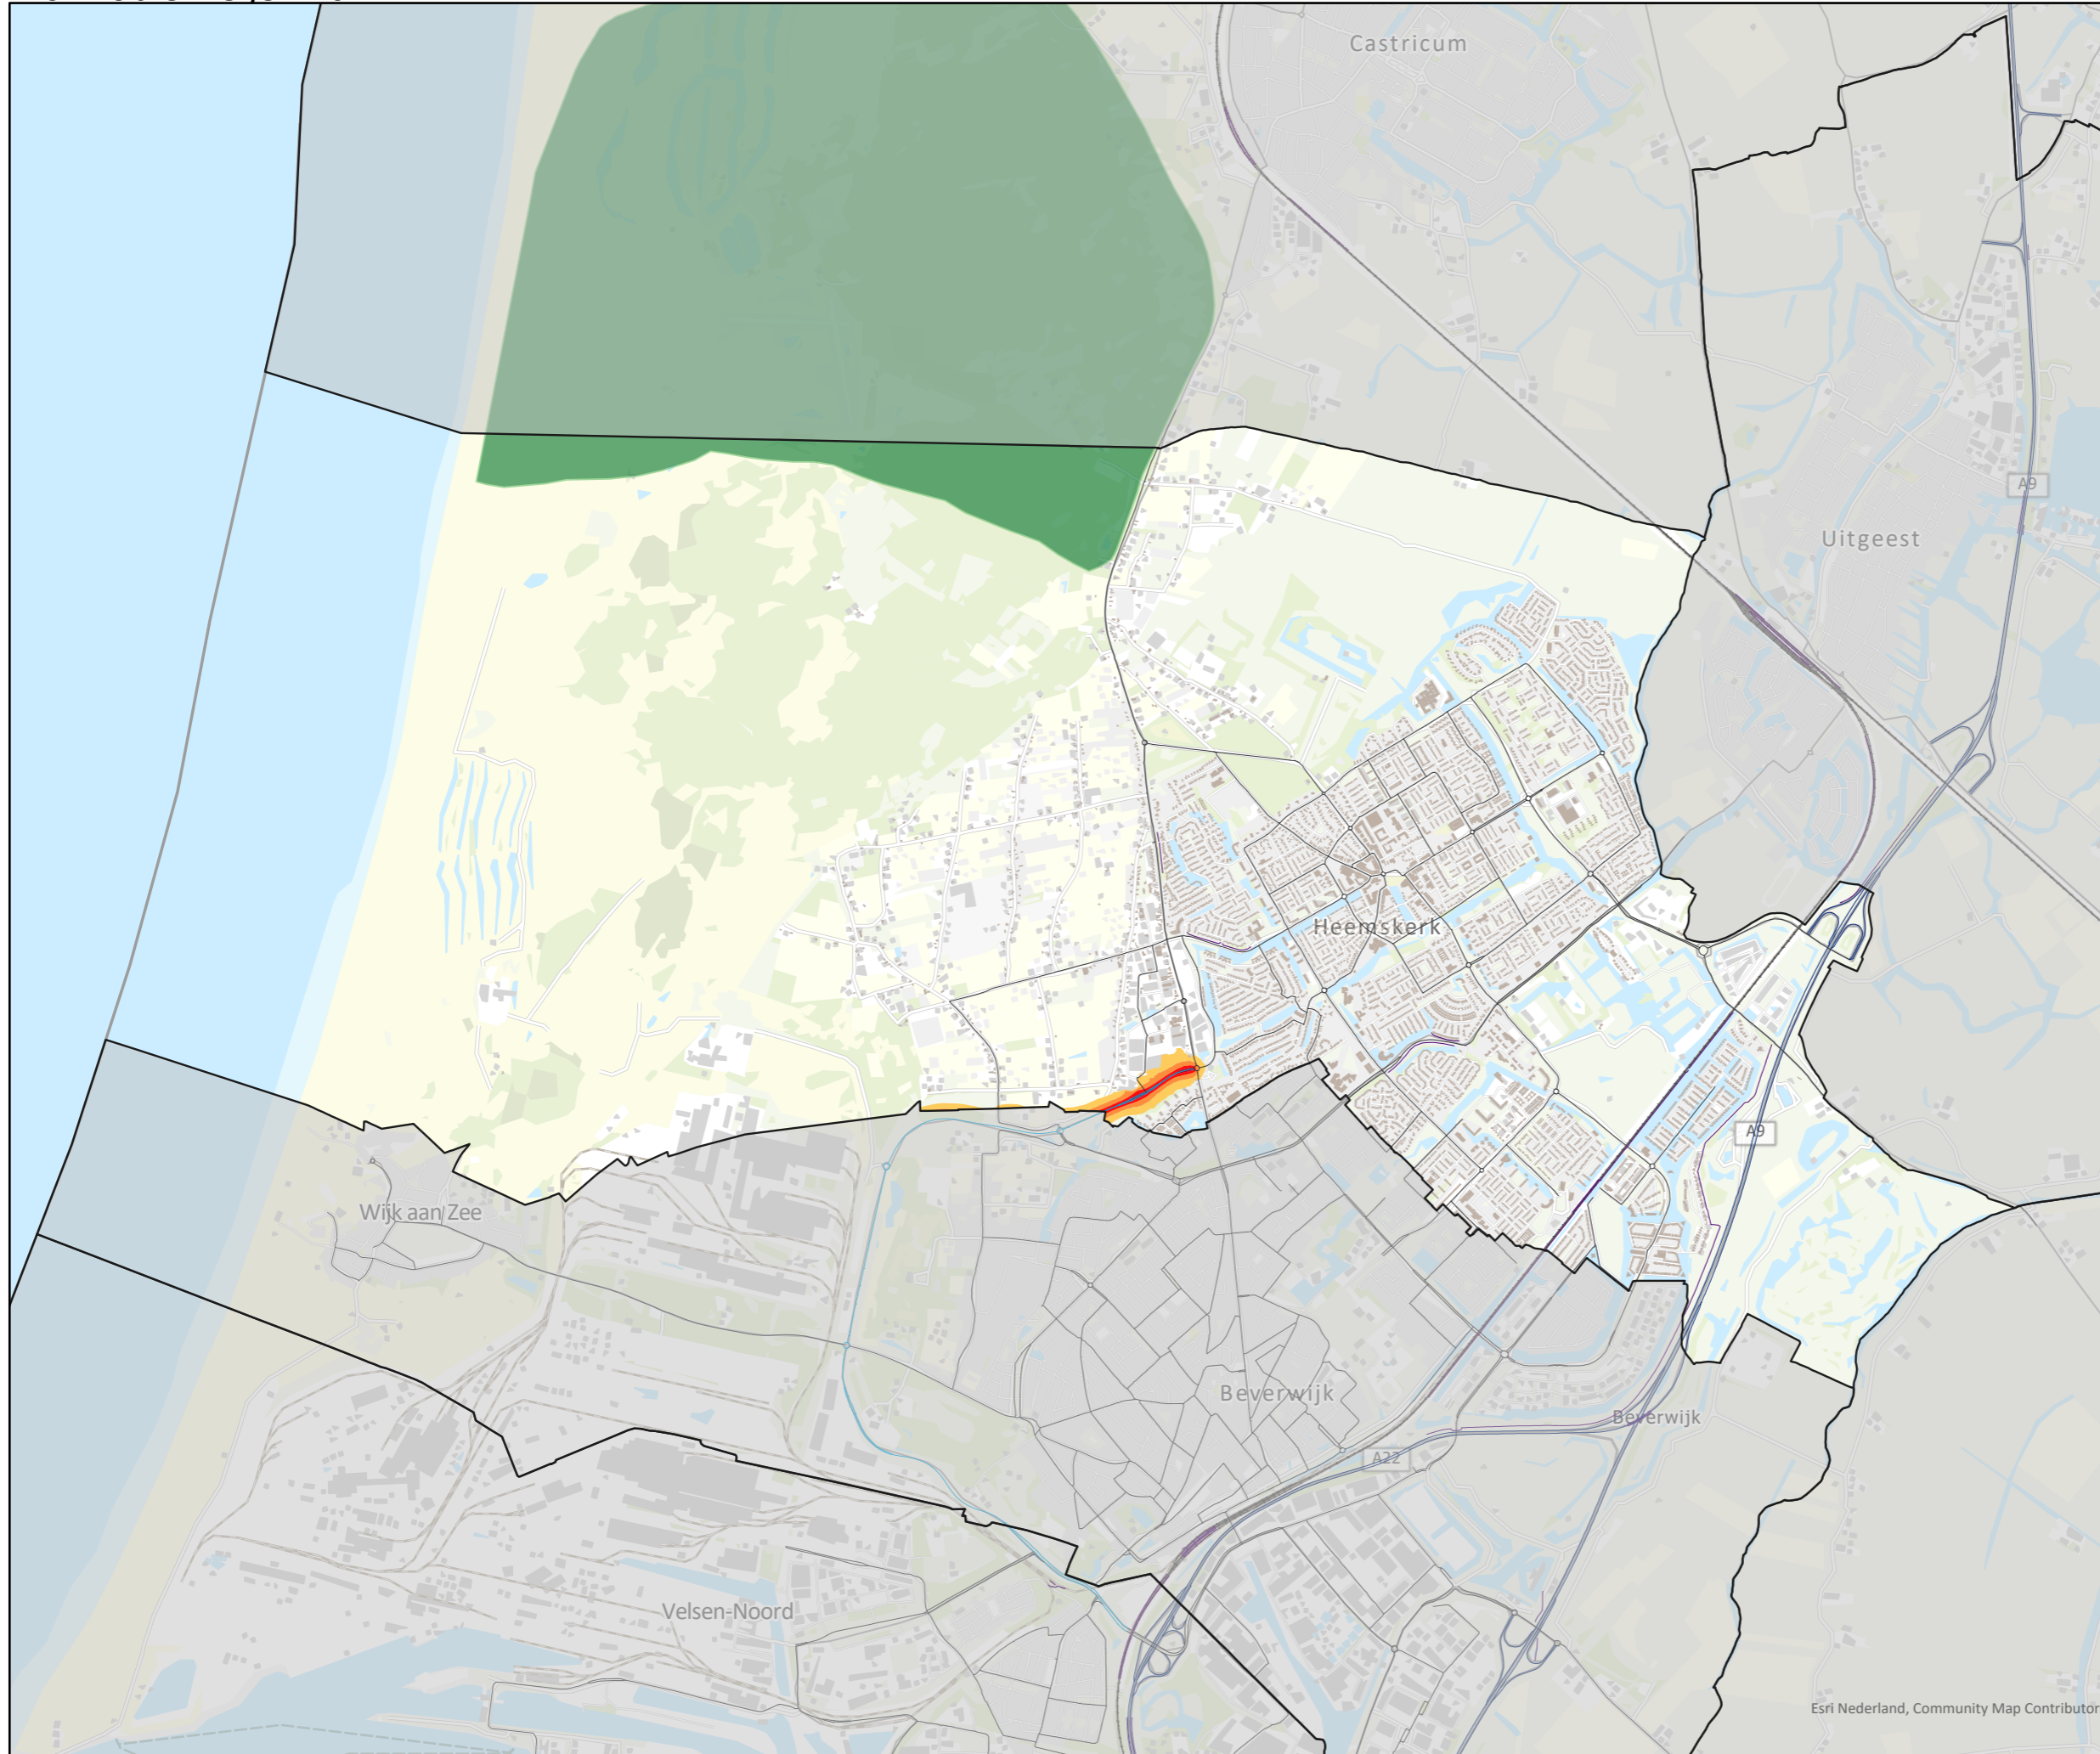 Castricum
A9
Uitgeest
Heemskerk
A9
Wijk aan Zee
Beverwijk
Beverwijk
A22
Velsen-Noord
Esri Nederland, Community Map Contributor